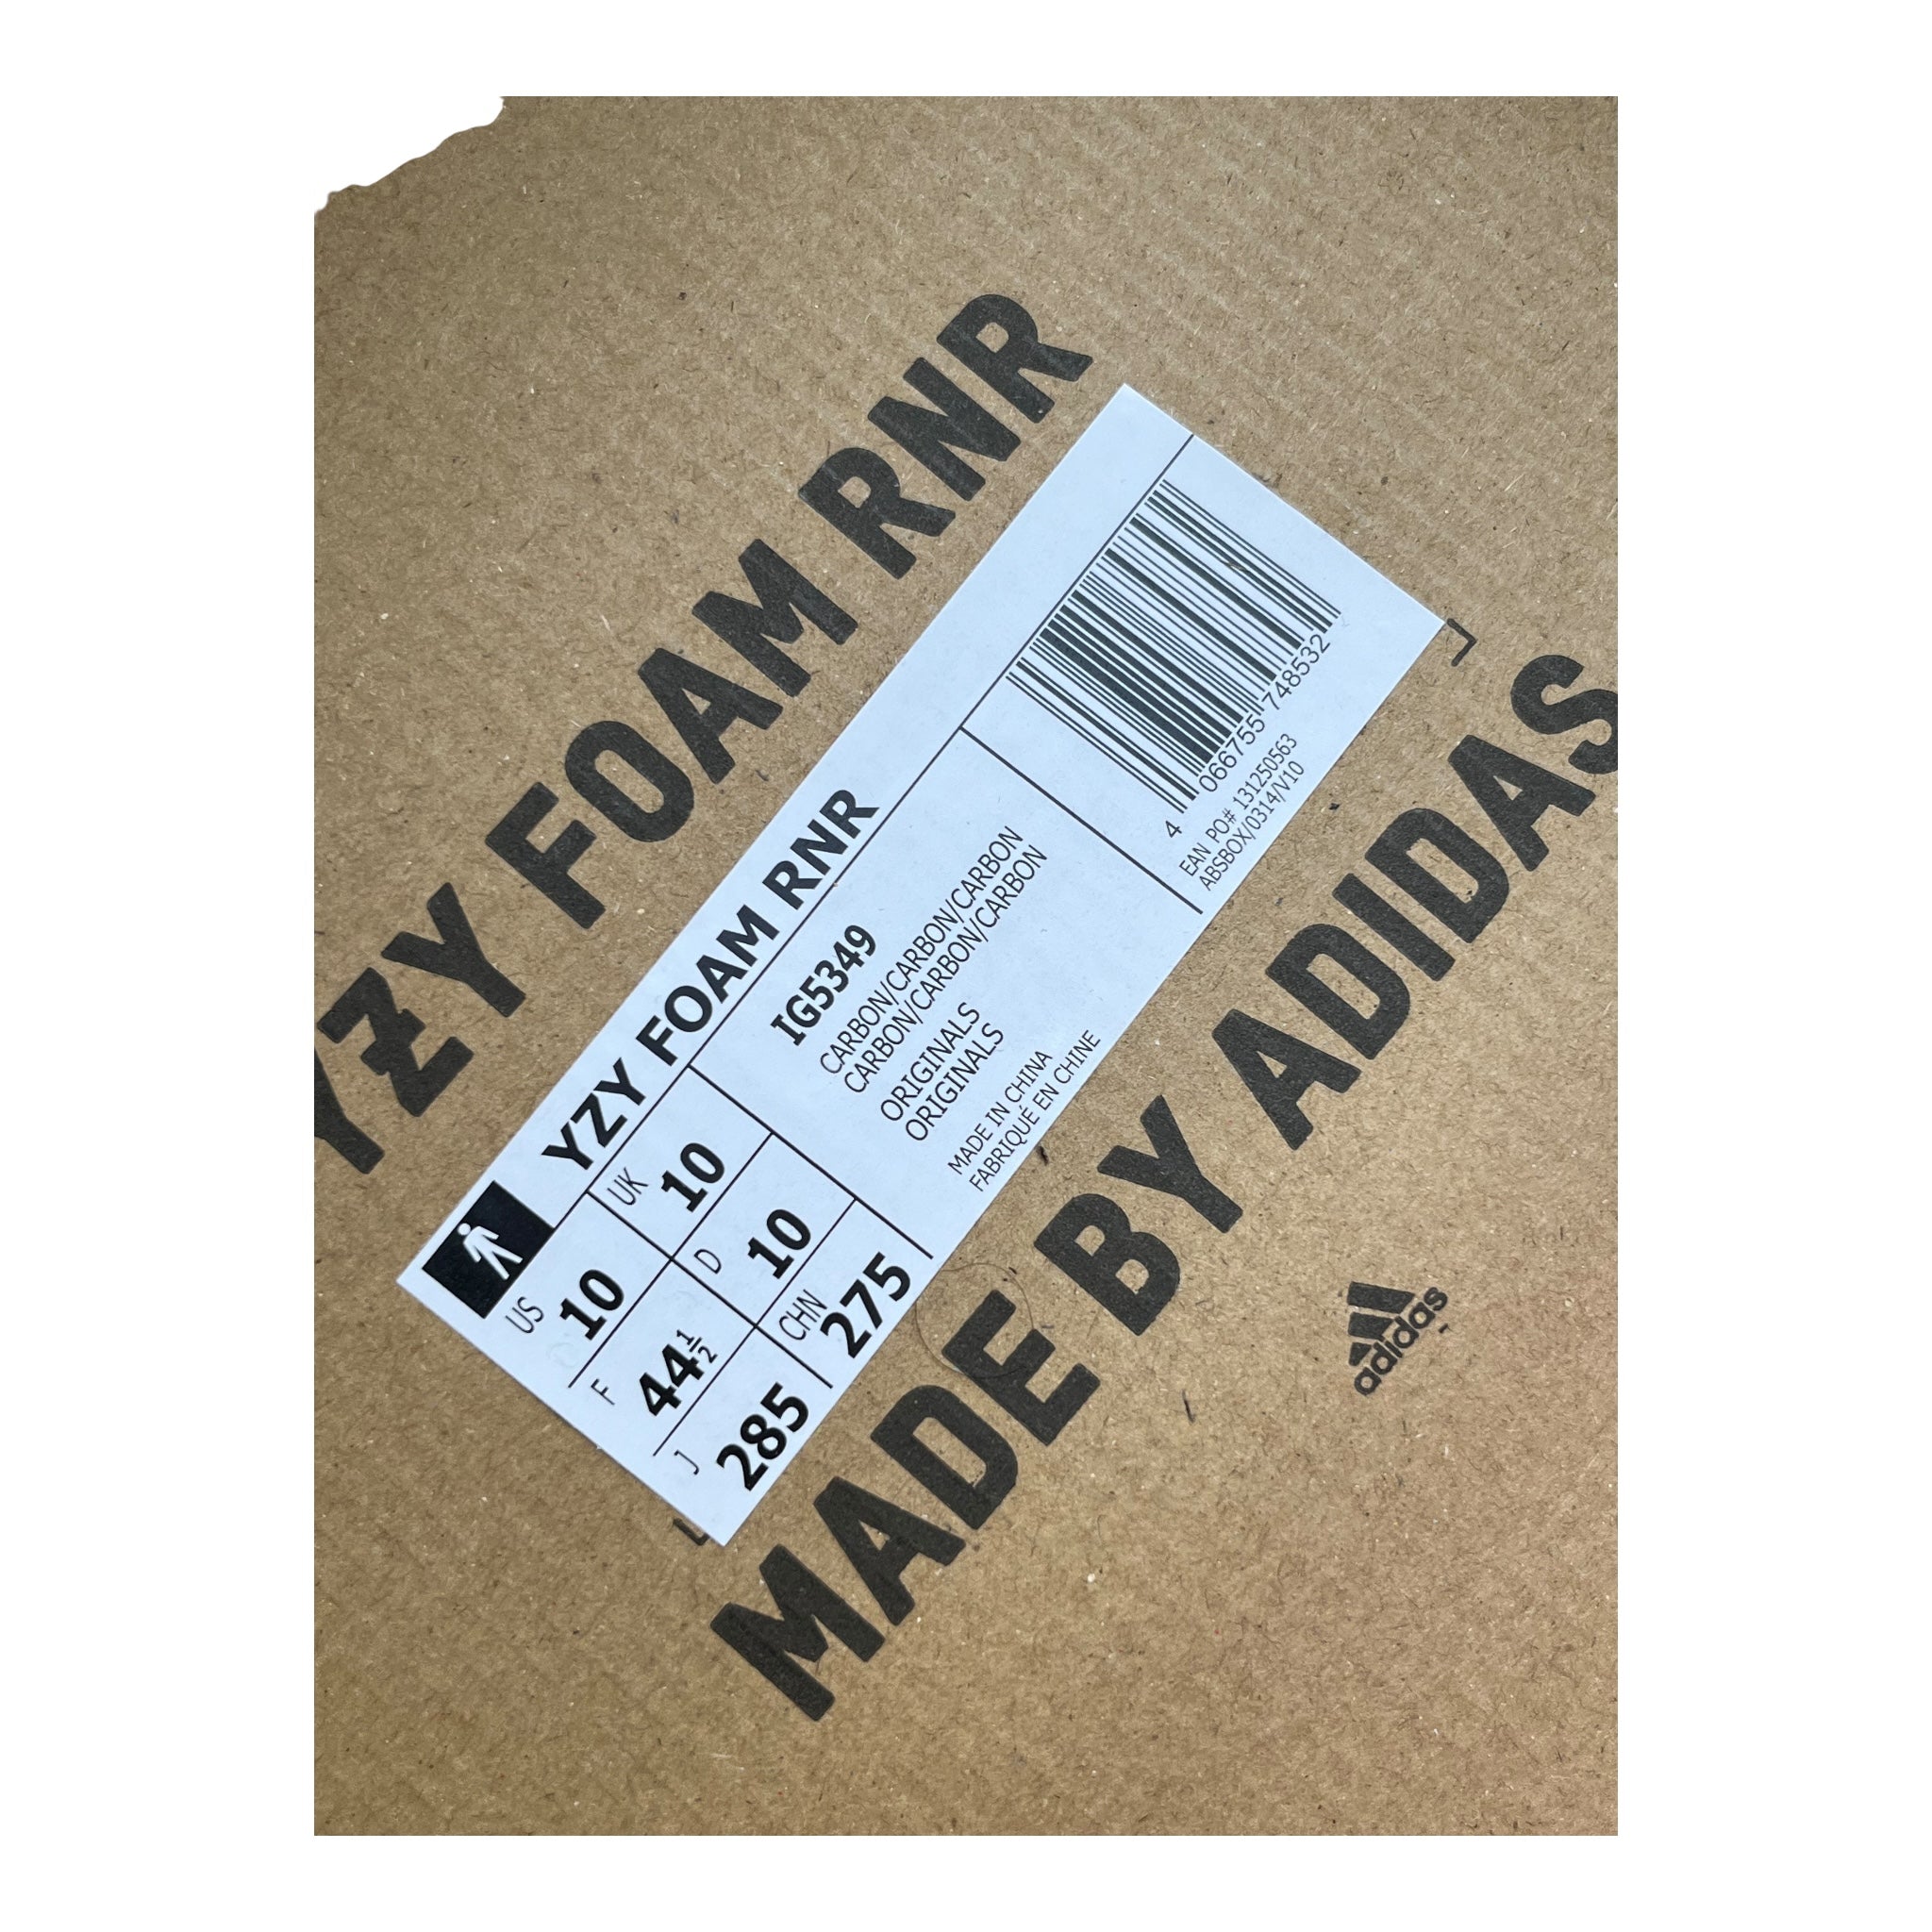 YZY FOAM RNR
YZY FOAM RNR
US
10
UK
10
F
44½
D
10
J
285
CHN
275
IG5349
CARBON/CARBON/CARBON
CARBON/CARBON/CARBON
ORIGINALS
ORIGINALS
MADE IN CHINA
FABRIQUÉ EN CHINE
4 066755 748532
EAN PO# 131250563
ABSBOX/0314/V10
MADE BY ADIDAS
adidas